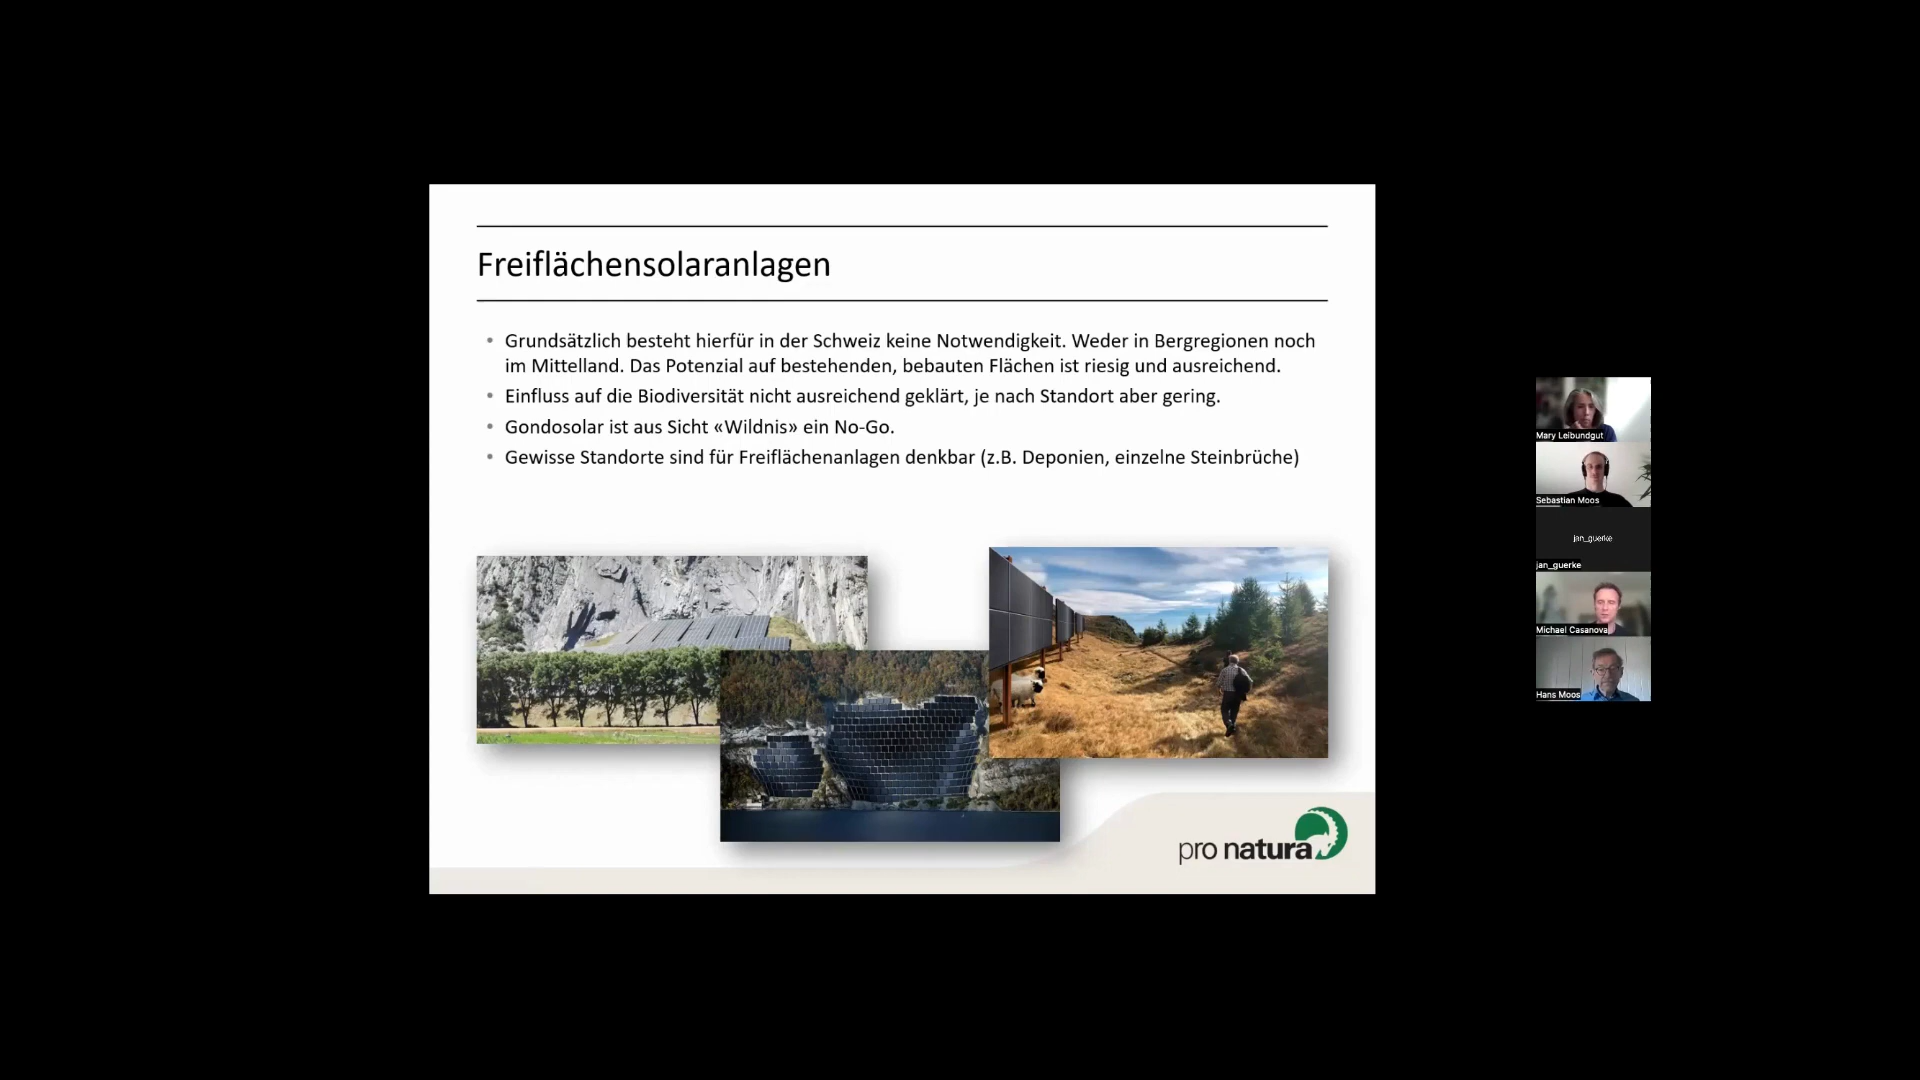 Freiflächensolaranlagen
• Grundsätzlich besteht hierfür in der Schweiz keine Notwendigkeit. Weder in Bergregionen noch
im Mittelland. Das Potenzial auf bestehenden, bebauten Flächen ist riesig und ausreichend.
• Einfluss auf die Biodiversität nicht ausreichend geklärt, je nach Standort aber gering.
• Gondosolar ist aus Sicht «Wildnis» ein No-Go.
• Gewisse Standorte sind für Freiflächenanlagen denkbar (z.B. Deponien, einzelne Steinbrüche)
pro natura
Mary Leibundgut
Sebastian Moos
jan_guerke
jan_guerke
Michael Casanova
Hans Moos